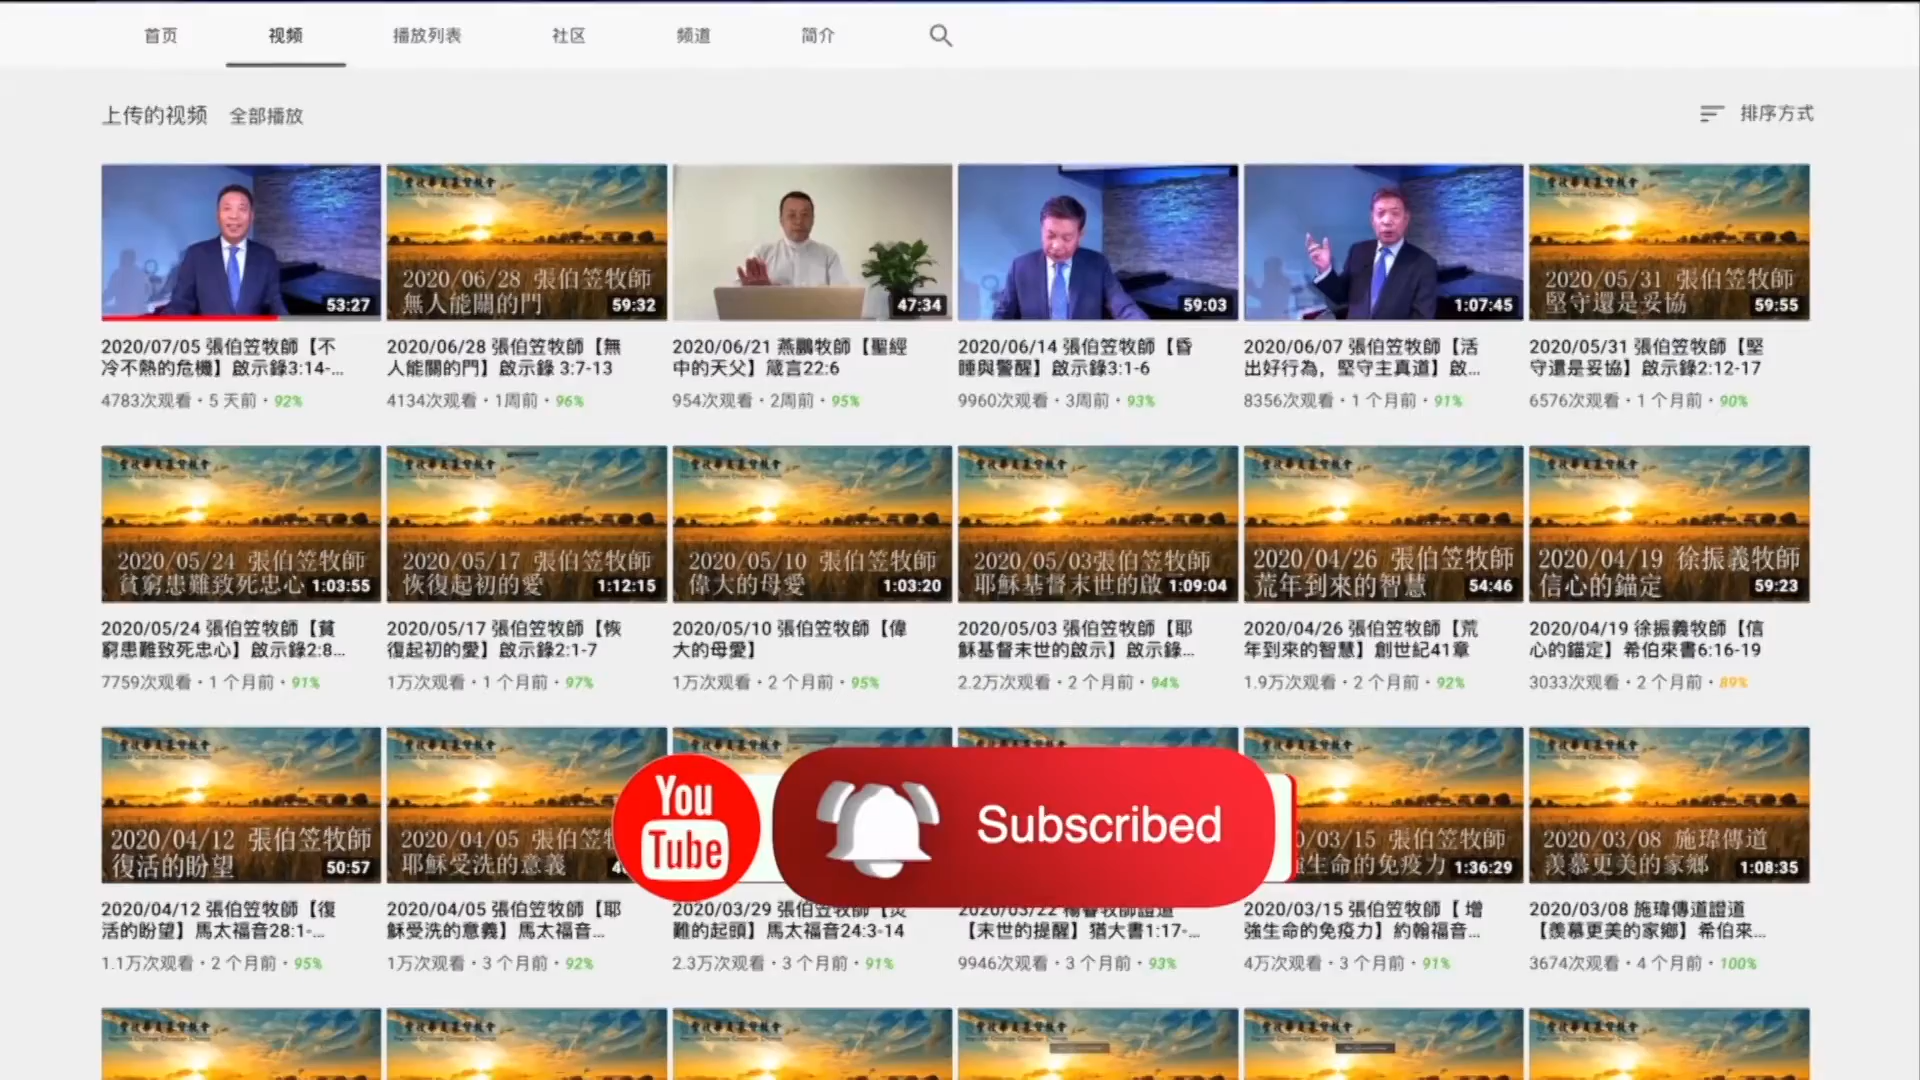 首页 视频 播放列表 社区 频道 简介
上传的视频 全部播放 排序方式
2020/06/28 張伯笠牧師
無人能關的門
2020/05/31 張伯笠牧師
堅守還是妥協
53:27 59:32 47:34 59:03 1:07:45 59:55
2020/07/05 張伯笠牧師【不
冷不熱的危機】啟示錄3:14-...
4783次观看・5 天前・92%
2020/06/28 張伯笠牧師【無
人能關的門】啟示錄 3:7-13
4134次观看・1周前・96%
2020/06/21 燕鵬牧師【聖經
中的天父】箴言22:6
954次观看・2周前・95%
2020/06/14 張伯笠牧師【昏
睡與警醒】啟示錄3:1-6
9960次观看・3周前・93%
2020/06/07 張伯笠牧師【活
出好行為，堅守主真道】啟...
8356次观看・1 个月前・91%
2020/05/31 張伯笠牧師【堅
守還是妥協】啟示錄2:12-17
6576次观看・1 个月前・90%
2020/05/24 張伯笠牧師
貧窮患難致死忠心 1:03:55
2020/05/17 張伯笠牧師
恢復起初的愛 1:12:15
2020/05/10 張伯笠牧師
偉大的母愛 1:03:20
2020/05/03張伯笠牧師
耶穌基督末世的啟 1:09:04
2020/04/26 張伯笠牧師
荒年到來的智慧 54:46
2020/04/19 徐振義牧師
信心的錨定 59:23
2020/05/24 張伯笠牧師【貧
窮患難致死忠心】啟示錄2:8...
7759次观看・1 个月前・91%
2020/05/17 張伯笠牧師【恢
復起初的愛】啟示錄2:1-7
1万次观看・1 个月前・97%
2020/05/10 張伯笠牧師【偉
大的母愛】
1万次观看・2 个月前・95%
2020/05/03 張伯笠牧師【耶
穌基督末世的啟示】啟示錄...
2.2万次观看・2 个月前・94%
2020/04/26 張伯笠牧師【荒
年到來的智慧】創世紀41章
1.9万次观看・2 个月前・92%
2020/04/19 徐振義牧師【信
心的錨定】希伯來書6:16-19
3033次观看・2 个月前・89%
2020/04/12 張伯笠牧師
復活的盼望 50:57
2020/04/05 張伯笠
耶穌受洗的意義
You
Tube
Subscribed
/03/15 張伯笠牧師
生命的免疫力 1:36:29
2020/03/08 施瑋傳道
羨慕更美的家鄉 1:08:35
2020/04/12 張伯笠牧師【復
活的盼望】馬太福音28:1-...
1.1万次观看・2 个月前・95%
2020/04/05 張伯笠牧師【耶
穌受洗的意義】馬太福音...
1万次观看・3 个月前・92%
2020/03/29 張伯笠牧師【災
難的起頭】馬太福音24:3-14
2.3万次观看・3 个月前・91%
2020/03/22
【末世的提醒】猶大書1:17-...
9946次观看・3 个月前・93%
2020/03/15 張伯笠牧師【 增
強生命的免疫力】約翰福音...
4万次观看・3 个月前・91%
2020/03/08 施瑋傳道證道
【羨慕更美的家鄉】希伯來...
3674次观看・4 个月前・100%